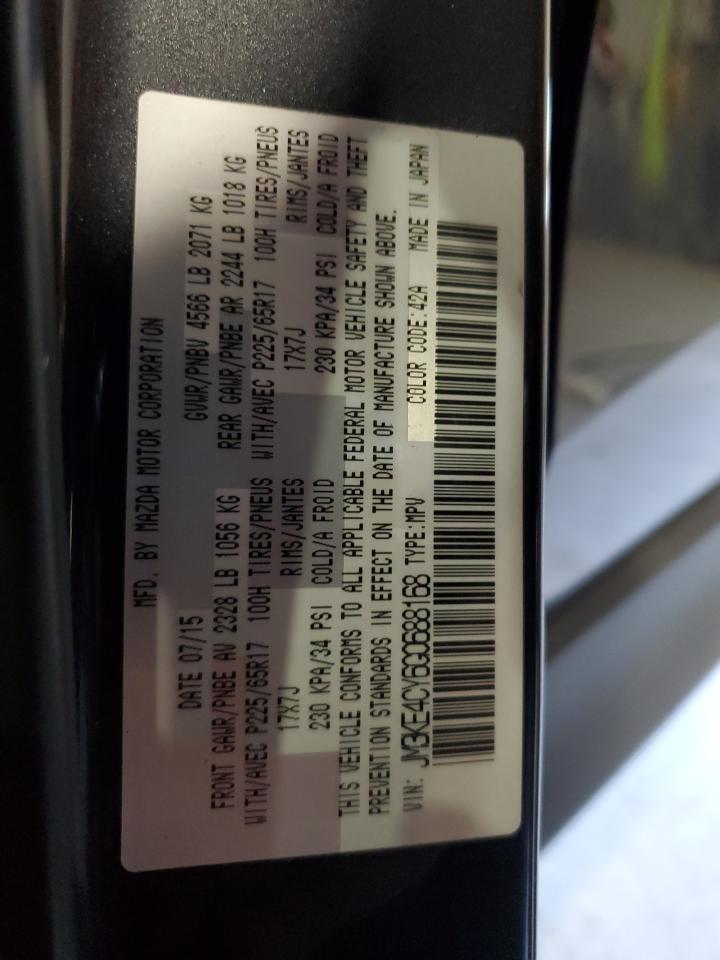 MFD. BY MAZDA MOTOR CORPORATION
DATE 07/15 GVWR/PNBV 4566 LB 2071 KG
FRONT GAWR/PNBE AV 2328 LB 1056 KG REAR GAWR/PNBE AR 2244 LB 1018 KG
WITH/AVEC P225/65R17 100H TIRES/PNEUS WITH/AVEC P225/65R17 100H TIRES/PNEUS
17X7J RIMS/JANTES 17X7J RIMS/JANTES
230 KPA/34 PSI COLD/A FROID 230 KPA/34 PSI COLD/A FROID
THIS VEHICLE CONFORMS TO ALL APPLICABLE FEDERAL MOTOR VEHICLE SAFETY AND THEFT
PREVENTION STANDARDS IN EFFECT ON THE DATE OF MANUFACTURE SHOWN ABOVE.
VIN: JM3KE4CY6G0688168 TYPE:MPV COLOR CODE:42A MADE IN JAPAN